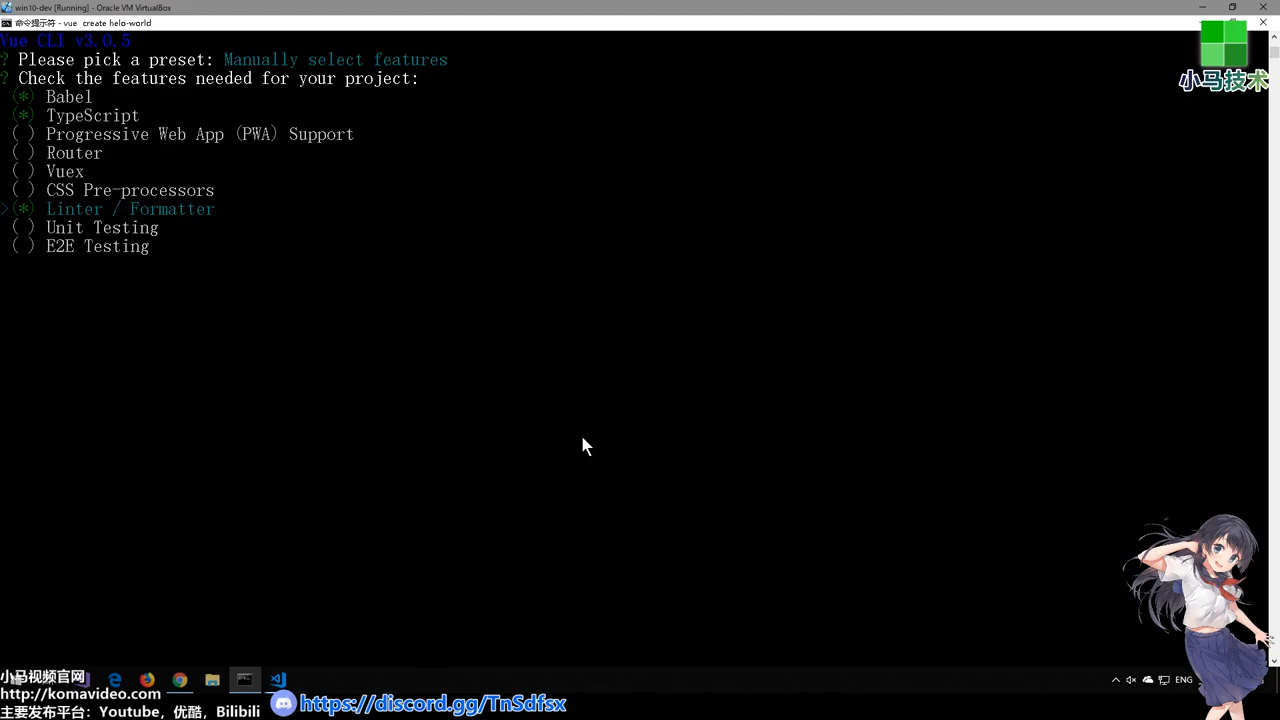 win10-dev [Running] - Oracle VM VirtualBox
命令提示符 - vue create helo-world
Vue CLI v3.0.5
? Please pick a preset: Manually select features
? Check the features needed for your project:
(*) Babel
(*) TypeScript
( ) Progressive Web App (PWA) Support
( ) Router
( ) Vuex
( ) CSS Pre-processors
>(*) Linter / Formatter
( ) Unit Testing
( ) E2E Testing
小马技术
小马视频官网
http://komavideo.com
主要发布平台：Youtube，优酷，Bilibili
https://discord.gg/TnSdfsx
ENG